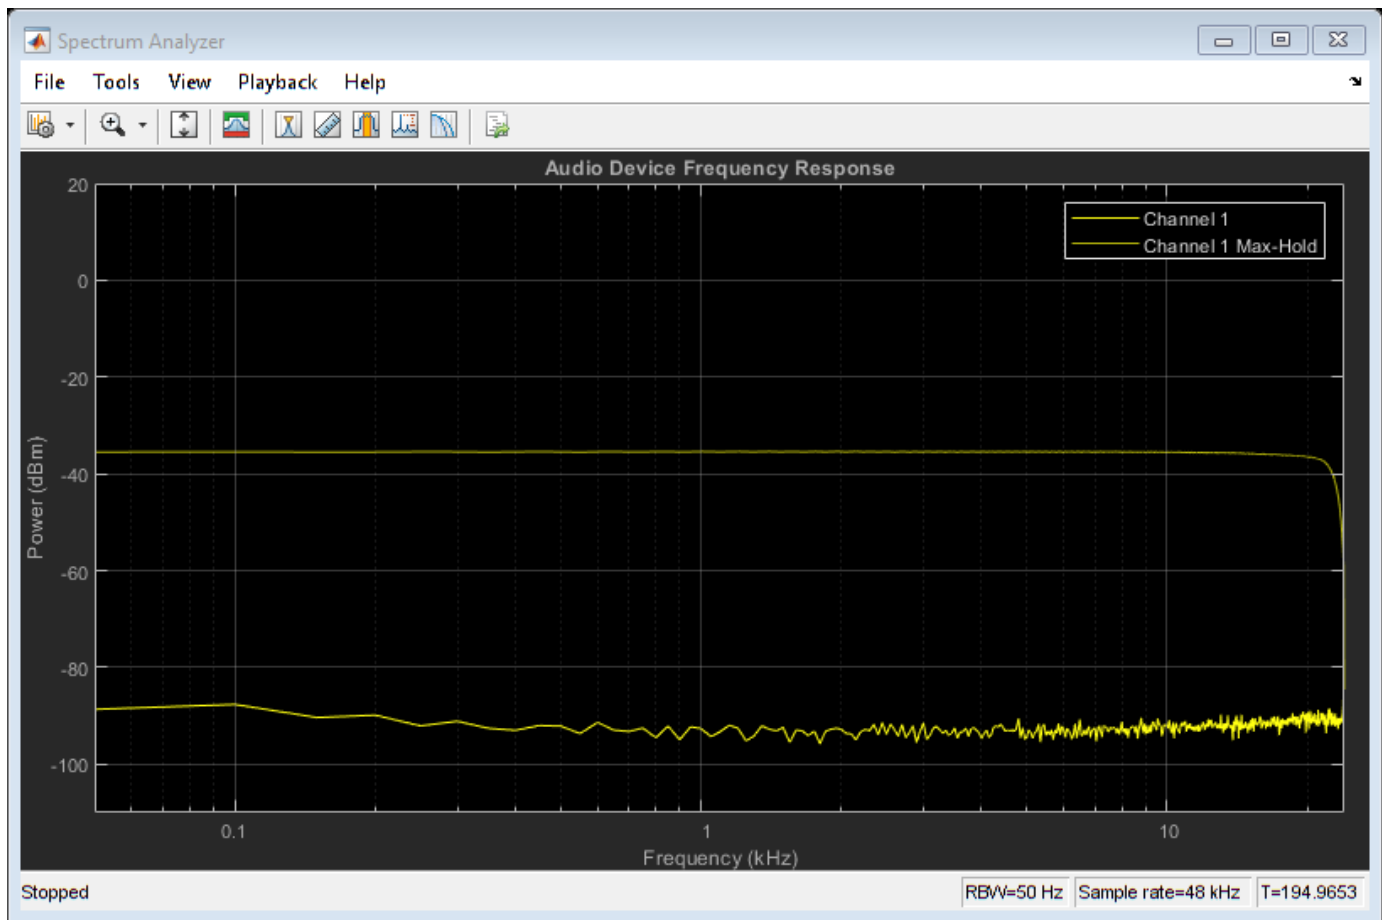 Spectrum Analyzer
File Tools View Playback Help
Audio Device Frequency Response
Channel 1
Channel 1 Max-Hold
20
0
-20
-40
-60
-80
-100
Power (dBm)
0.1 1 10
Frequency (kHz)
Stopped RBW=50 Hz Sample rate=48 kHz T=194.9653